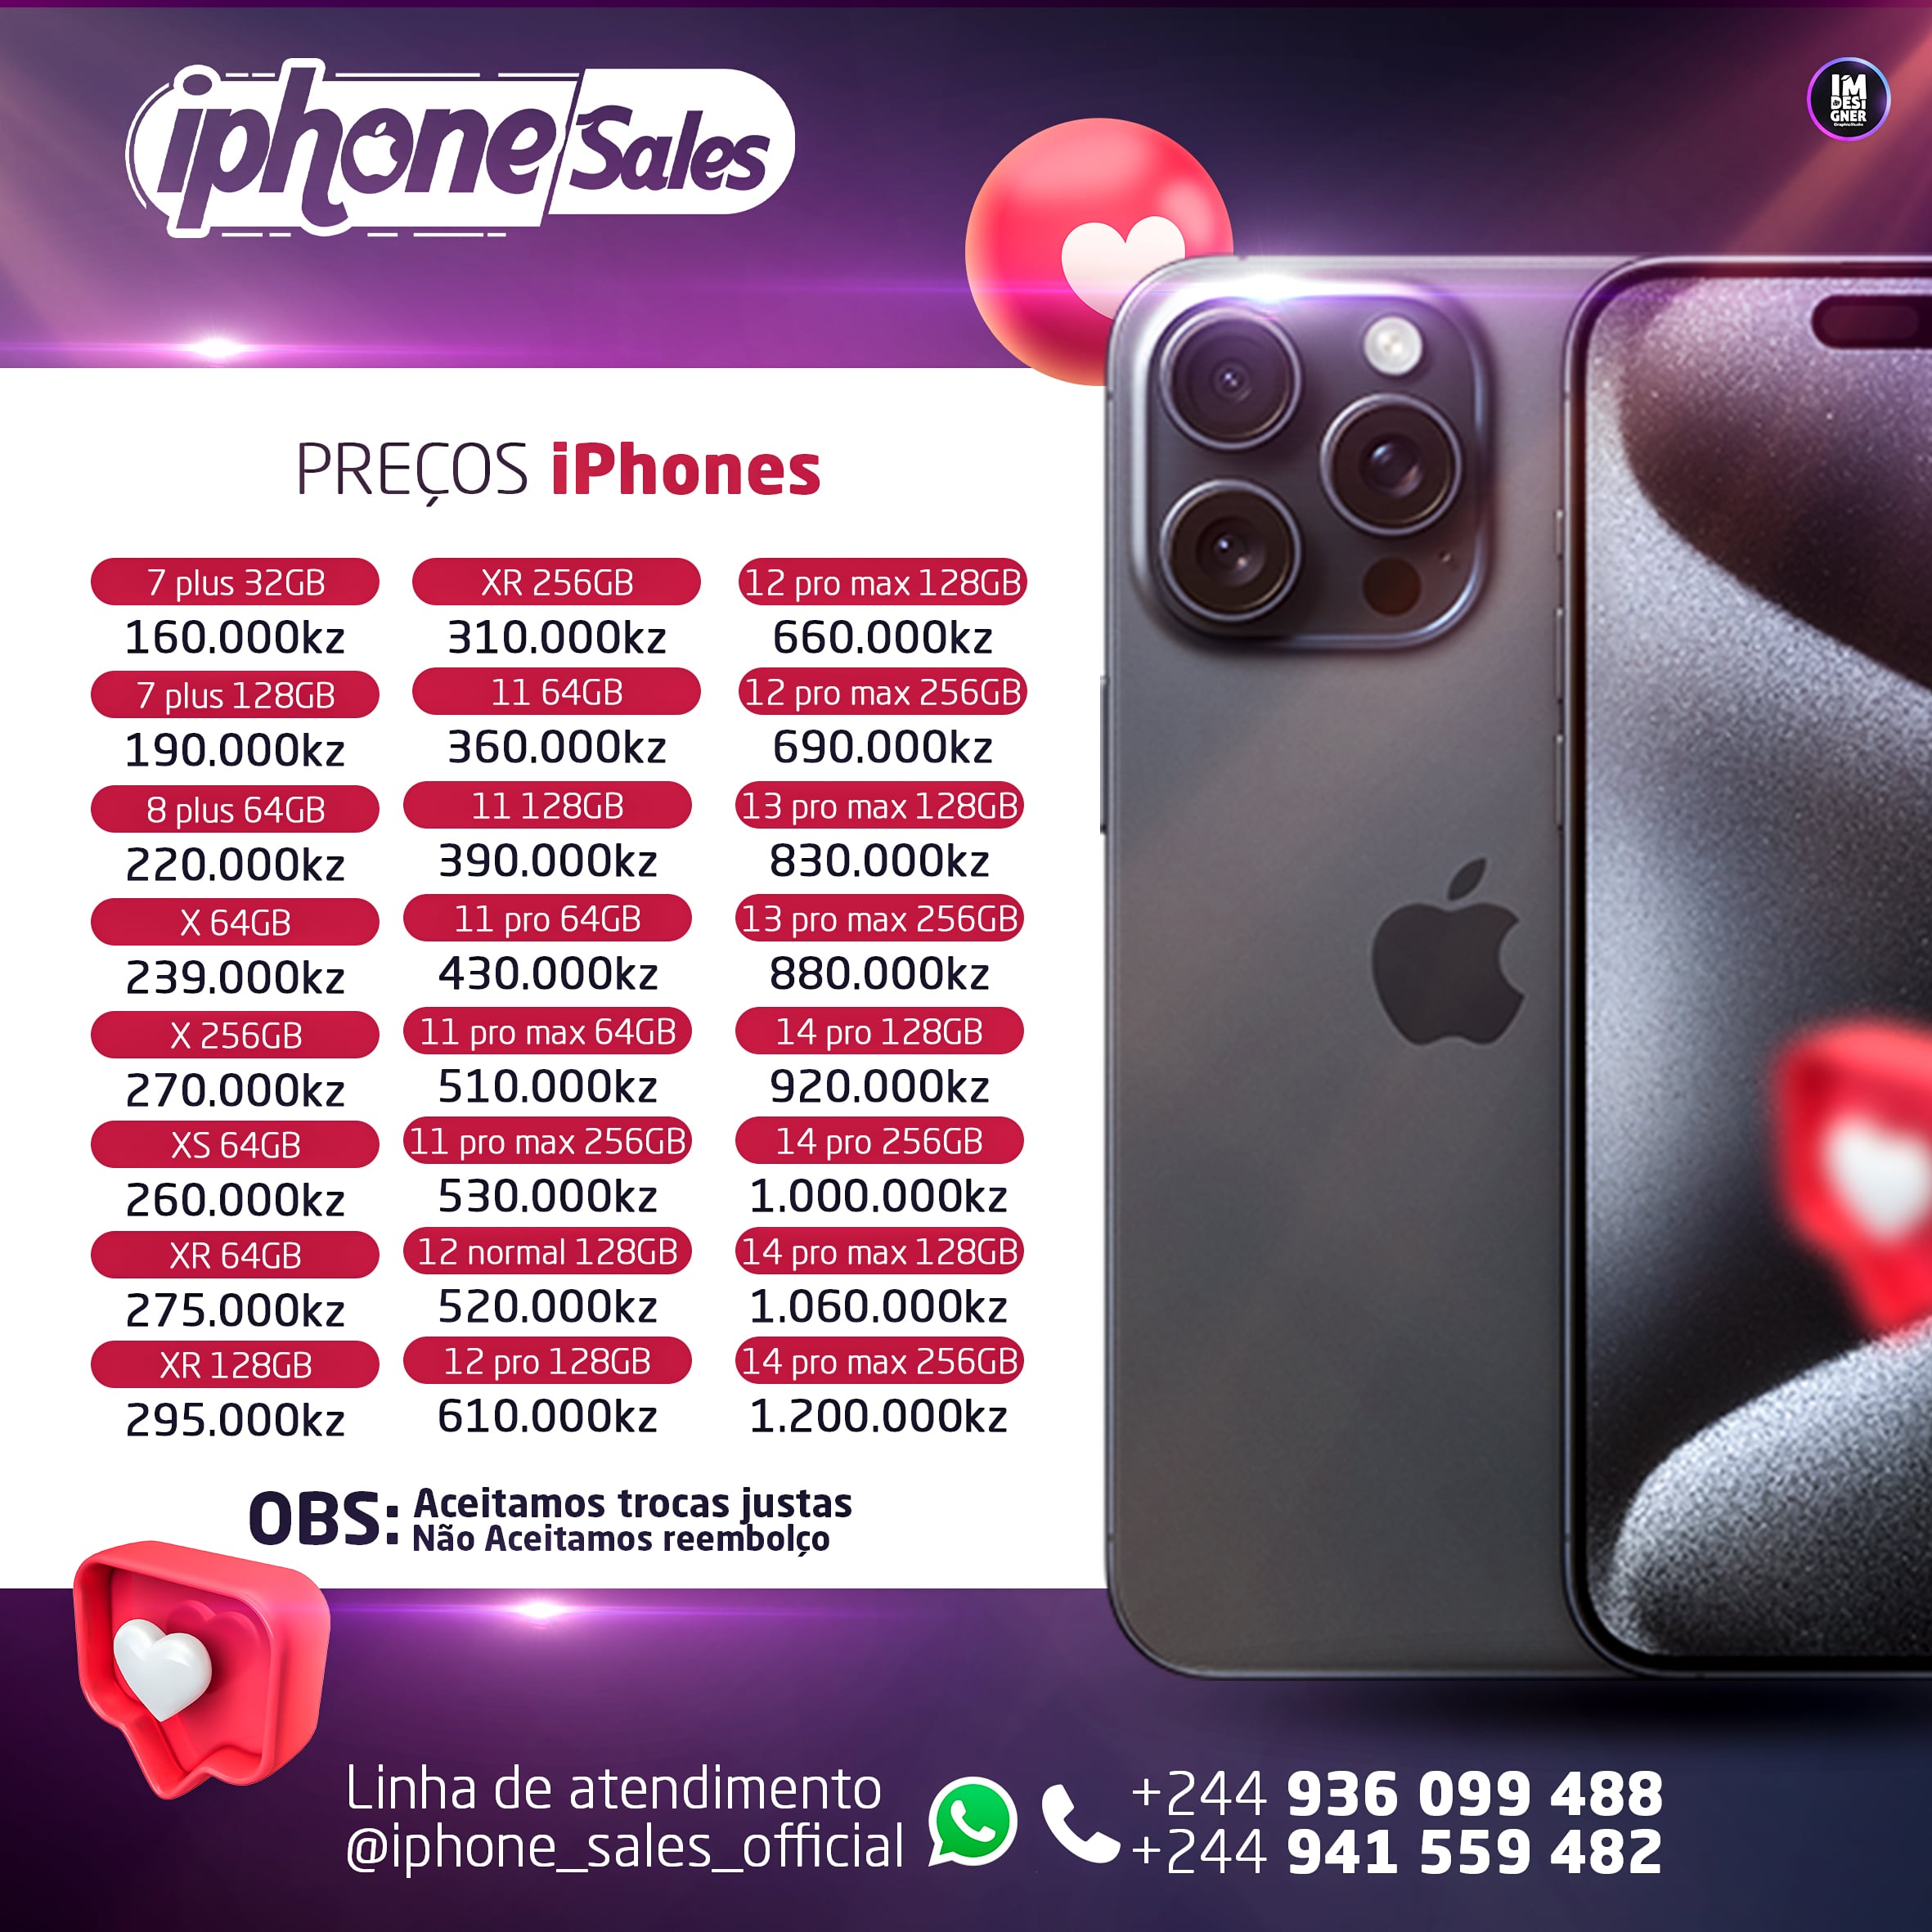 iphone Sales
IM
DESI
GNER
PREÇOS iPhones
7 plus 32GB
160.000kz
7 plus 128GB
190.000kz
8 plus 64GB
220.000kz
X 64GB
239.000kz
X 256GB
270.000kz
XS 64GB
260.000kz
XR 64GB
275.000kz
XR 128GB
295.000kz
XR 256GB
310.000kz
11 64GB
360.000kz
11 128GB
390.000kz
11 pro 64GB
430.000kz
11 pro max 64GB
510.000kz
11 pro max 256GB
530.000kz
12 normal 128GB
520.000kz
12 pro 128GB
610.000kz
12 pro max 128GB
660.000kz
12 pro max 256GB
690.000kz
13 pro max 128GB
830.000kz
13 pro max 256GB
880.000kz
14 pro 128GB
920.000kz
14 pro 256GB
1.000.000kz
14 pro max 128GB
1.060.000kz
14 pro max 256GB
1.200.000kz
OBS: Aceitamos trocas justas
Não Aceitamos reembolço
Linha de atendimento
@iphone_sales_official
+244 936 099 488
+244 941 559 482